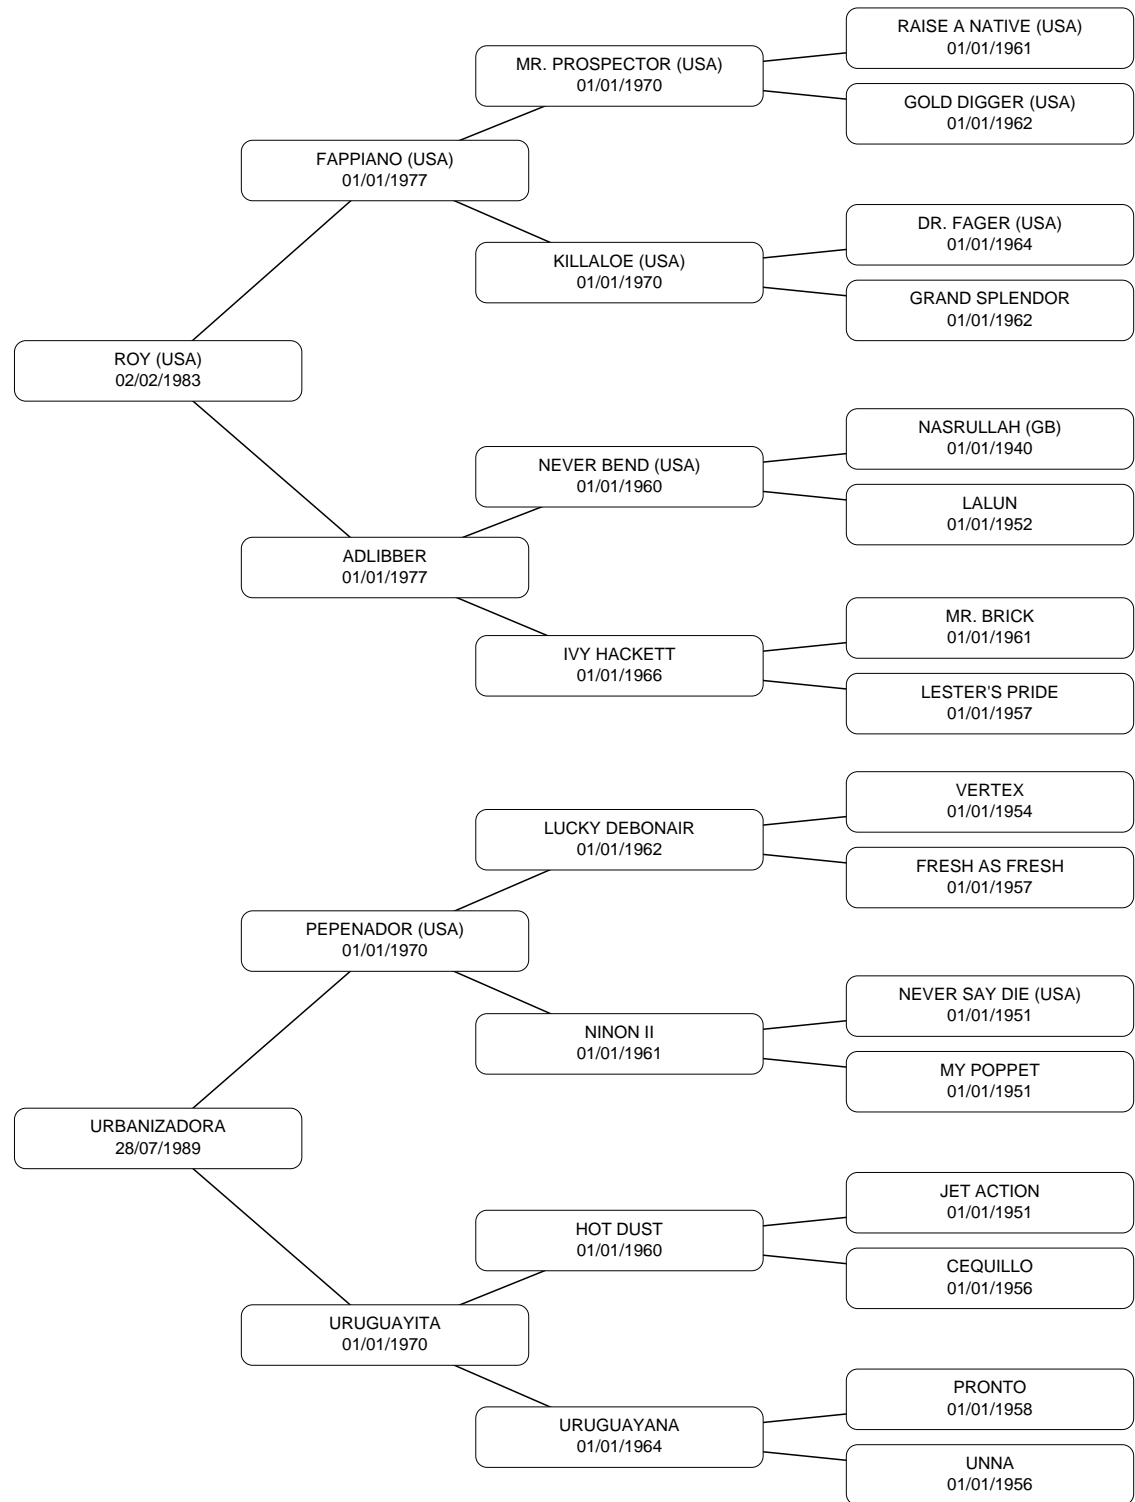 RAISE A NATIVE (USA)
01/01/1961
MR. PROSPECTOR (USA)
01/01/1970
GOLD DIGGER (USA)
01/01/1962
FAPPIANO (USA)
01/01/1977
DR. FAGER (USA)
01/01/1964
KILLALOE (USA)
01/01/1970
GRAND SPLENDOR
01/01/1962
ROY (USA)
02/02/1983
NASRULLAH (GB)
01/01/1940
NEVER BEND (USA)
01/01/1960
LALUN
01/01/1952
ADLIBBER
01/01/1977
MR. BRICK
01/01/1961
IVY HACKETT
01/01/1966
LESTER'S PRIDE
01/01/1957
VERTEX
01/01/1954
LUCKY DEBONAIR
01/01/1962
FRESH AS FRESH
01/01/1957
PEPENADOR (USA)
01/01/1970
NEVER SAY DIE (USA)
01/01/1951
NINON II
01/01/1961
MY POPPET
01/01/1951
URBANIZADORA
28/07/1989
JET ACTION
01/01/1951
HOT DUST
01/01/1960
CEQUILLO
01/01/1956
URUGUAYITA
01/01/1970
PRONTO
01/01/1958
URUGUAYANA
01/01/1964
UNNA
01/01/1956